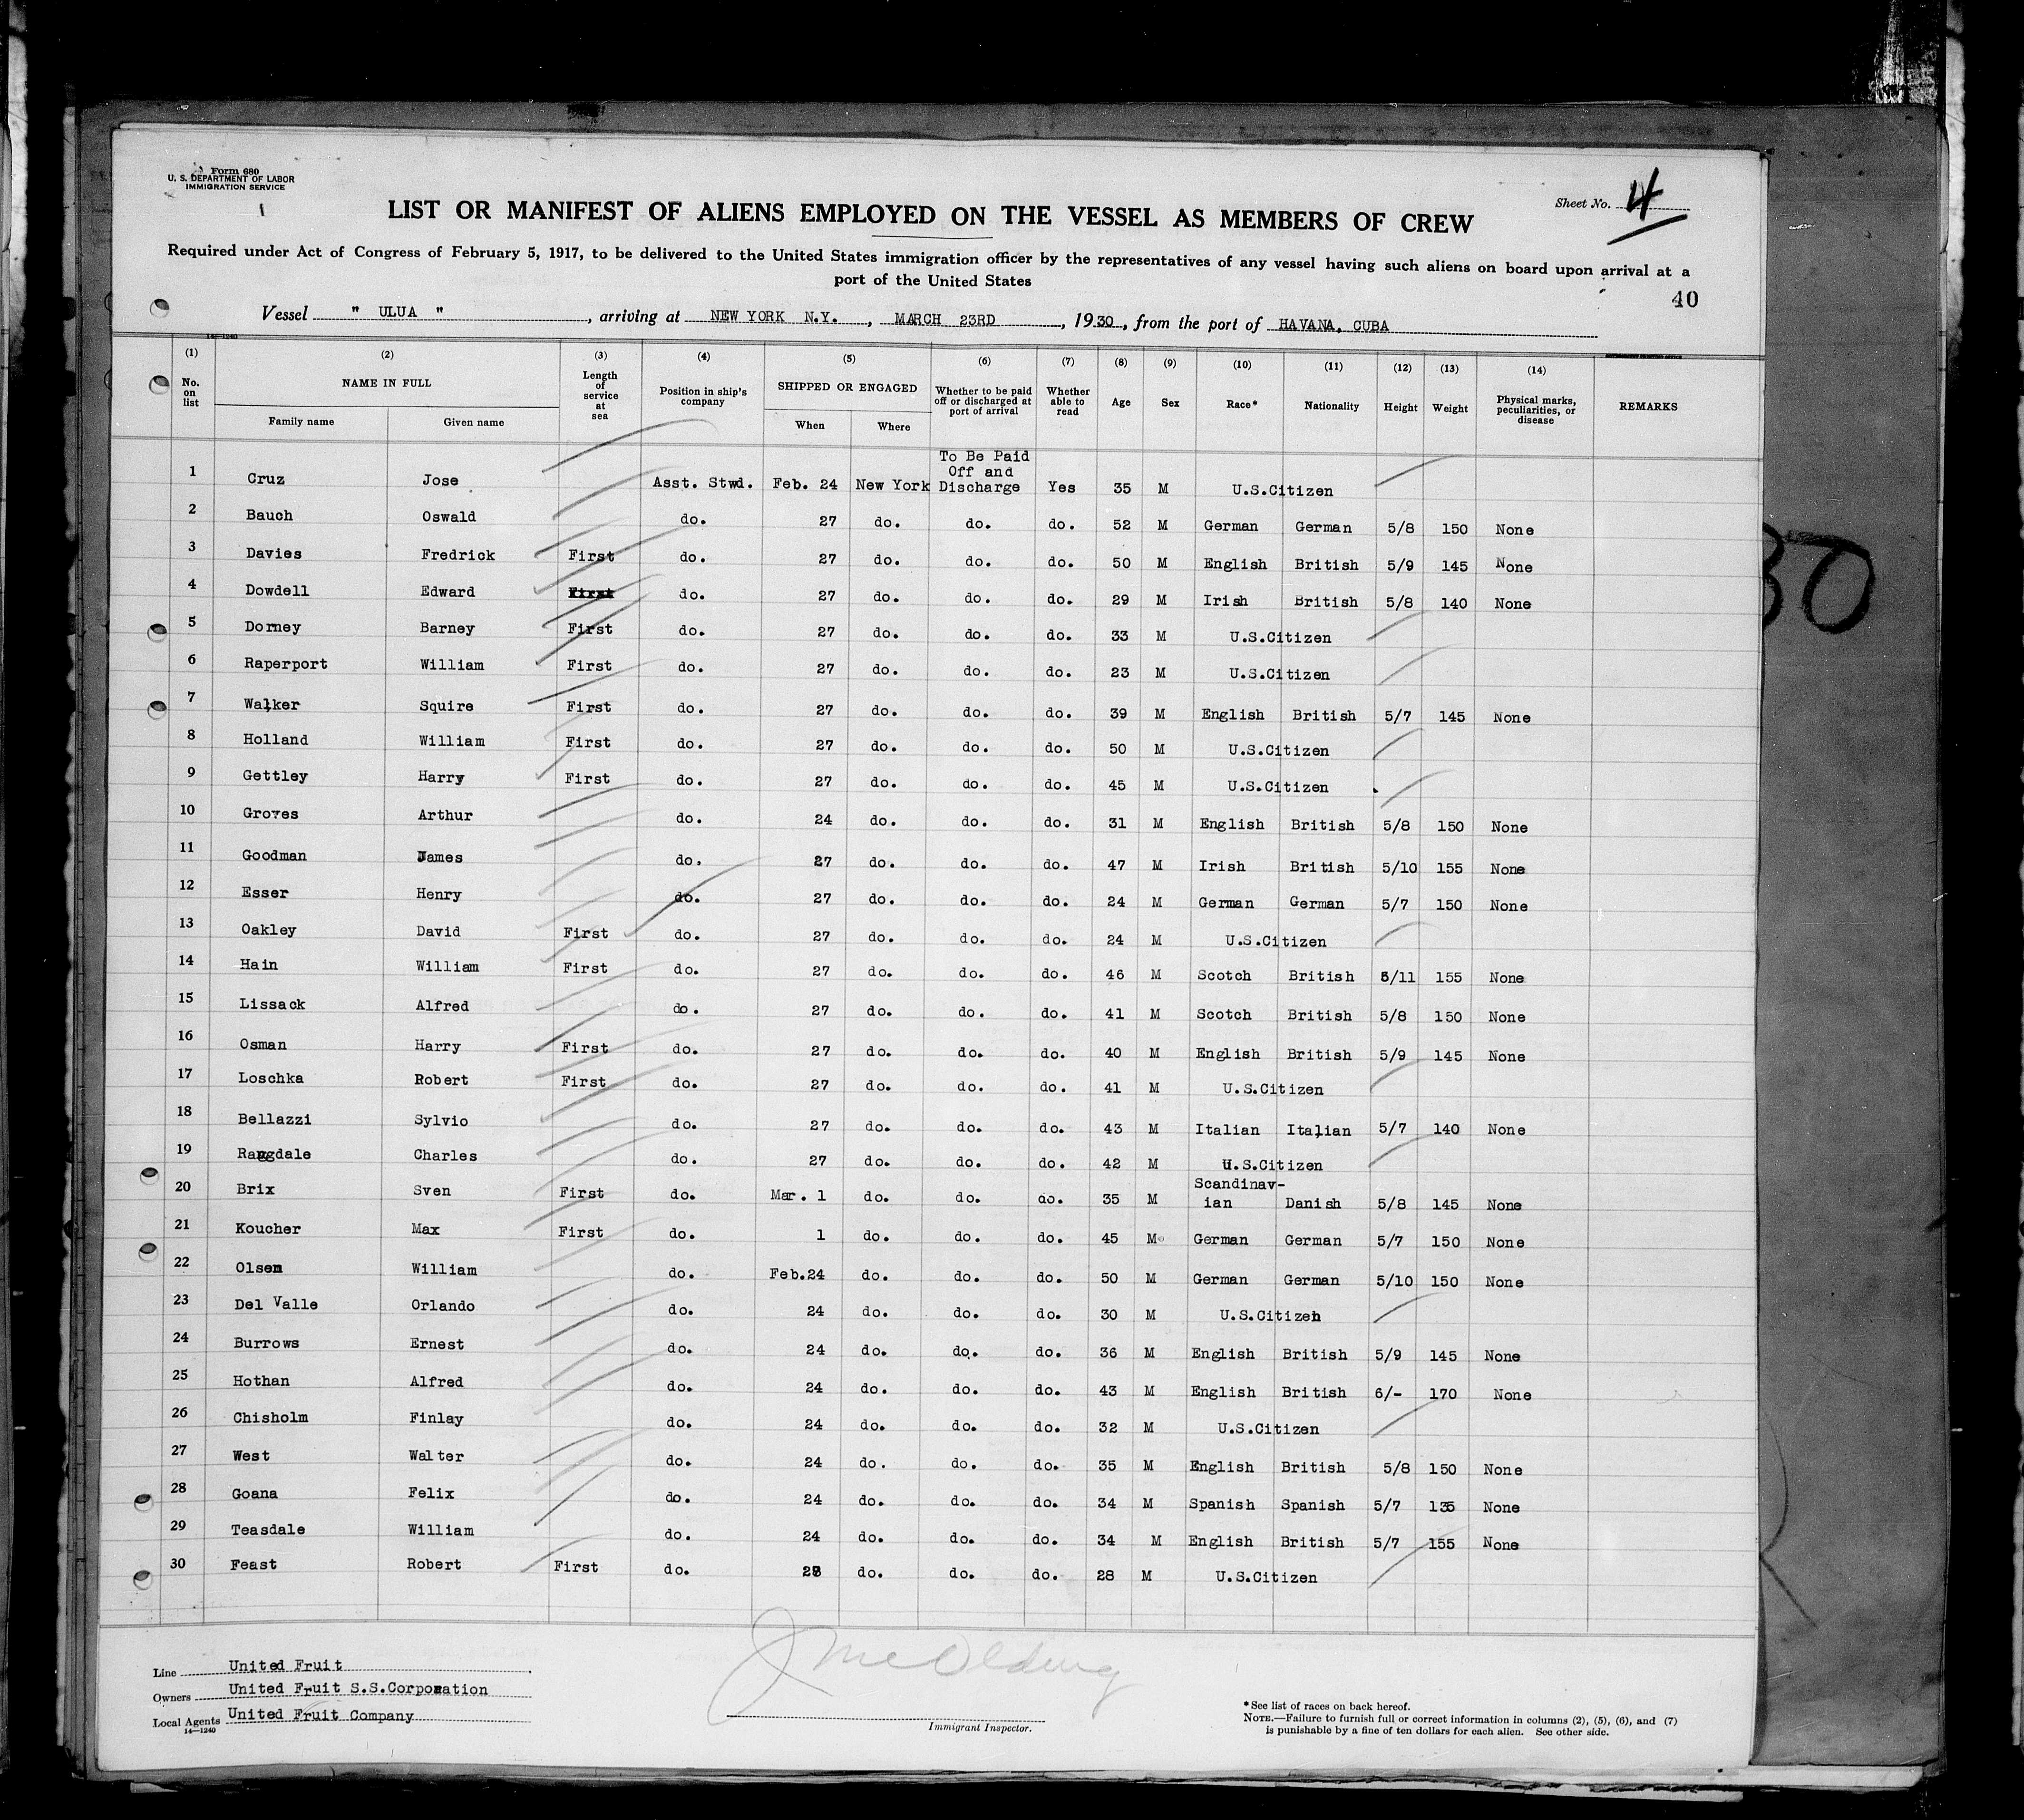 Form 680
U. S. DEPARTMENT OF LABOR
IMMIGRATION SERVICE
Sheet No. 4
LIST OR MANIFEST OF ALIENS EMPLOYED ON THE VESSEL AS MEMBERS OF CREW
Required under Act of Congress of February 5, 1917, to be delivered to the United States immigration officer by the representatives of any vessel having such aliens on board upon arrival at a
port of the United States
40
Vessel " ULUA ", arriving at NEW YORK N.Y., MARCH 23RD, 1930, from the port of HAVANA, CUBA
14—1240
(1) (2) (3) (4) (5) (6) (7) (8) (9) (10) (11) (12) (13) (14)
No. on list NAME IN FULL Length of service at sea Position in ship's company SHIPPED OR ENGAGED Whether to be paid off or discharged at port of arrival Whether able to read Age Sex Race* Nationality Height Weight Physical marks, peculiarities, or disease REMARKS
Family name Given name When Where
1 Cruz Jose Asst. Stwd. Feb. 24 New York To Be Paid Off and Discharge Yes 35 M U.S.Citizen
2 Bauch Oswald do. 27 do. do. do. 52 M German German 5/8 150 None
3 Davies Fredrick First do. 27 do. do. do. 50 M English British 5/9 145 None
4 Dowdell Edward First do. 27 do. do. do. 29 M Irish British 5/8 140 None
5 Dorney Barney First do. 27 do. do. do. 33 M U.S.Citizen
6 Raperport William First do. 27 do. do. do. 23 M U.S.Citizen
7 Walker Squire First do. 27 do. do. do. 39 M English British 5/7 145 None
8 Holland William First do. 27 do. do. do. 50 M U.S.Citizen
9 Gettley Harry First do. 27 do. do. do. 45 M U.S.Citizen
10 Groves Arthur do. 24 do. do. do. 31 M English British 5/8 150 None
11 Goodman James do. 27 do. do. do. 47 M Irish British 5/10 155 None
12 Esser Henry do. 27 do. do. do. 24 M German German 5/7 150 None
13 Oakley David First do. 27 do. do. do. 24 M U.S.Citizen
14 Hain William First do. 27 do. do. do. 46 M Scotch British 5/11 155 None
15 Lissack Alfred do. 27 do. do. do. 41 M Scotch British 5/8 150 None
16 Osman Harry First do. 27 do. do. do. 40 M English British 5/9 145 None
17 Loschka Robert First do. 27 do. do. do. 41 M U.S.Citizen
18 Bellazzi Sylvio do. 27 do. do. do. 43 M Italian Italian 5/7 140 None
19 Rangdale Charles do. 27 do. do. do. 42 M U.S.Citizen
20 Brix Sven First do. Mar. 1 do. do. do. 35 M Scandinav-ian Danish 5/8 145 None
21 Koucher Max First do. 1 do. do. do. 45 M German German 5/7 150 None
22 Olsen William do. Feb.24 do. do. do. 50 M German German 5/10 150 None
23 Del Valle Orlando do. 24 do. do. do. 30 M U.S.Citizen
24 Burrows Ernest do. 24 do. do. do. 36 M English British 5/9 145 None
25 Hothan Alfred do. 24 do. do. do. 43 M English British 6/- 170 None
26 Chisholm Finlay do. 24 do. do. do. 32 M U.S.Citizen
27 West Walter do. 24 do. do. do. 35 M English British 5/8 150 None
28 Goana Felix do. 24 do. do. do. 34 M Spanish Spanish 5/7 135 None
29 Teasdale William do. 24 do. do. do. 34 M English British 5/7 155 None
30 Feast Robert First do. do. do. do. 28 M U.S.Citizen
Line United Fruit
Owners United Fruit S.S.Corporation
Local Agents United Fruit Company
14—1240
Immigrant Inspector.
*See list of races on back hereof.
NOTE.—Failure to furnish full or correct information in columns (2), (5), (6), and (7)
is punishable by a fine of ten dollars for each alien. See other side.